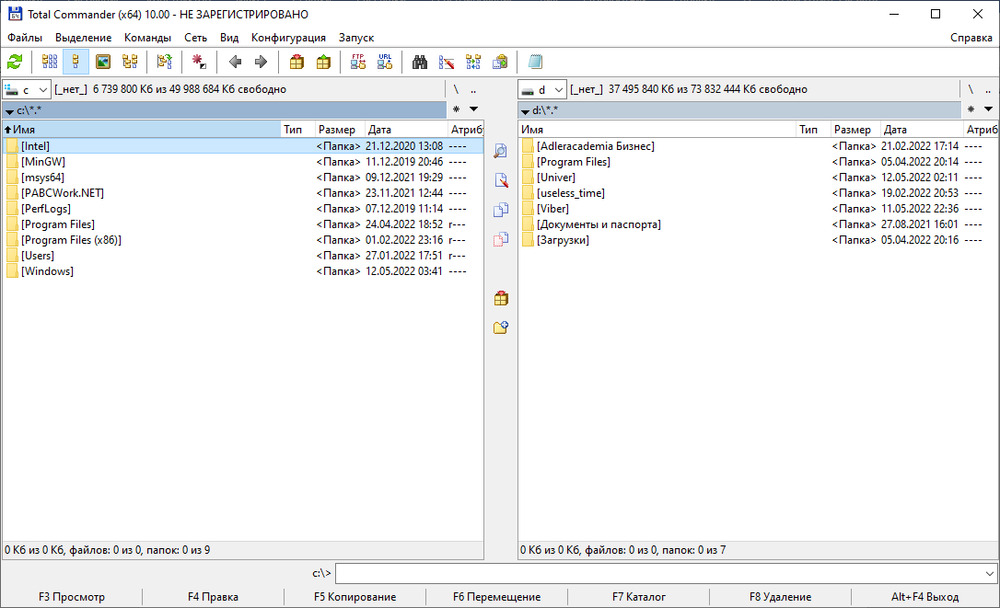 Total Commander (x64) 10.00 - НЕ ЗАРЕГИСТРИРОВАНО
Файлы Выделение Команды Сеть Вид Конфигурация Запуск Справка
FTP URL
c [_нет_] 6 739 800 Кб из 49 988 684 Кб свободно \ ..
c:\*.* * 
Имя Тип Размер Дата Атриб
[Intel] <Папка> 21.12.2020 13:08 ----
[MinGW] <Папка> 11.12.2019 20:46 ----
[msys64] <Папка> 09.12.2021 19:29 ----
[PABCWork.NET] <Папка> 23.11.2021 12:44 ----
[PerfLogs] <Папка> 07.12.2019 11:14 ----
[Program Files] <Папка> 24.04.2022 18:52 r---
[Program Files (x86)] <Папка> 01.02.2022 23:16 r---
[Users] <Папка> 27.01.2022 17:51 r---
[Windows] <Папка> 12.05.2022 03:41 ----
0 Кб из 0 Кб, файлов: 0 из 0, папок: 0 из 9
d [_нет_] 37 495 840 Кб из 73 832 444 Кб свободно \ ..
d:\*.* *
Имя Тип Размер Дата Атриб
[Adleracademia Бизнес] <Папка> 21.02.2022 17:14 ----
[Program Files] <Папка> 05.04.2022 20:14 ----
[Univer] <Папка> 12.05.2022 02:11 ----
[useless_time] <Папка> 19.02.2022 20:53 ----
[Viber] <Папка> 11.05.2022 22:36 ----
[Документы и паспорта] <Папка> 27.08.2021 16:01 ----
[Загрузки] <Папка> 05.04.2022 20:16 ----
0 Кб из 0 Кб, файлов: 0 из 0, папок: 0 из 7
c:\>
F3 Просмотр F4 Правка F5 Копирование F6 Перемещение F7 Каталог F8 Удаление Alt+F4 Выход